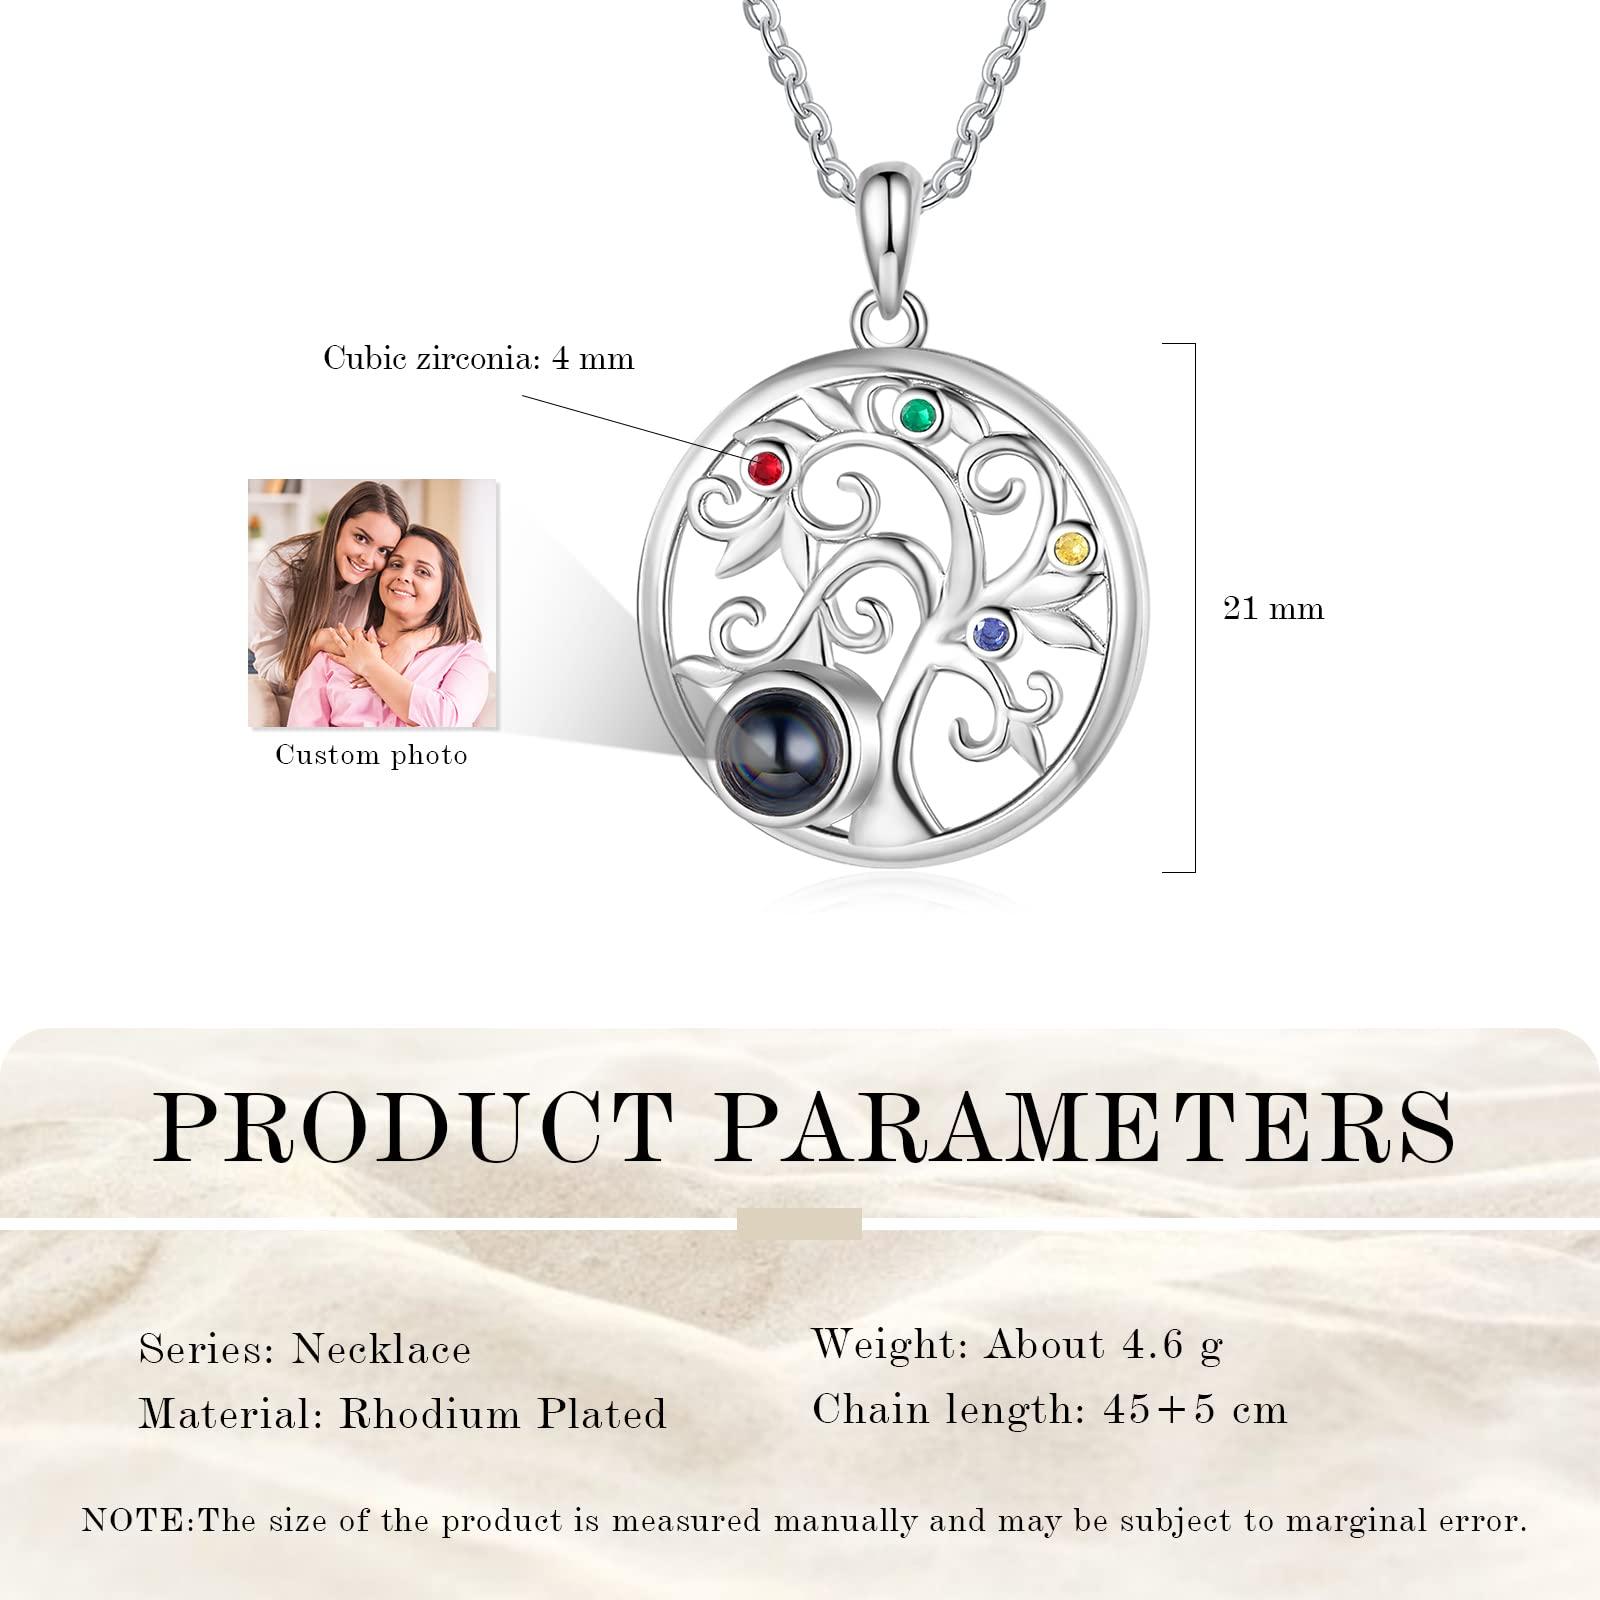 Cubic zirconia: 4 mm
21 mm
Custom photo
PRODUCT PARAMETERS
Series: Necklace
Weight: About 4.6 g
Material: Rhodium Plated
Chain length: 45+5 cm
NOTE:The size of the product is measured manually and may be subject to marginal error.